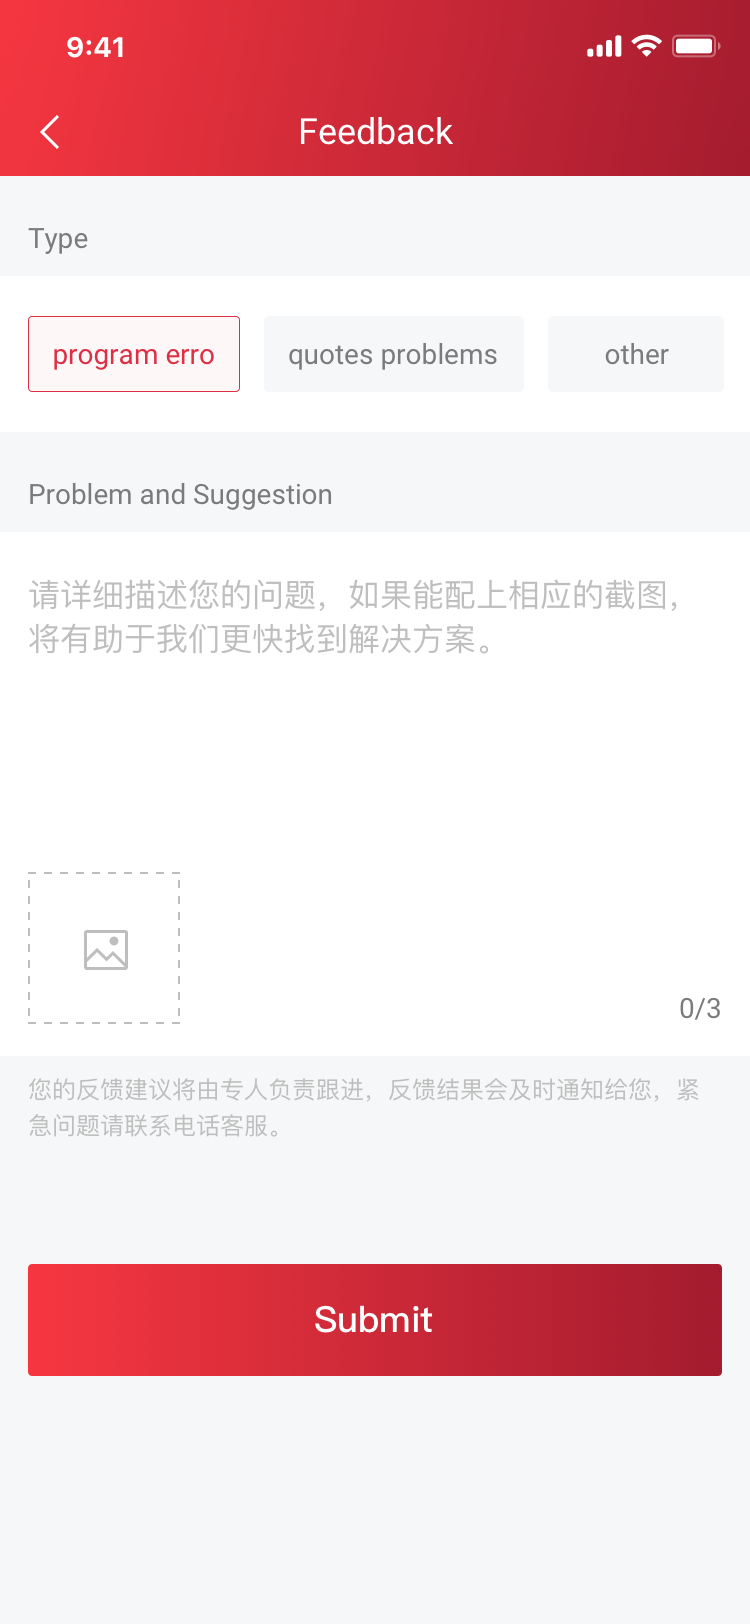 9:41
Feedback
Type
program erro
quotes problems
other
Problem and Suggestion
请详细描述您的问题，如果能配上相应的截图，
将有助于我们更快找到解决方案。
0/3
您的反馈建议将由专人负责跟进，反馈结果会及时通知给您，紧
急问题请联系电话客服。
Submit